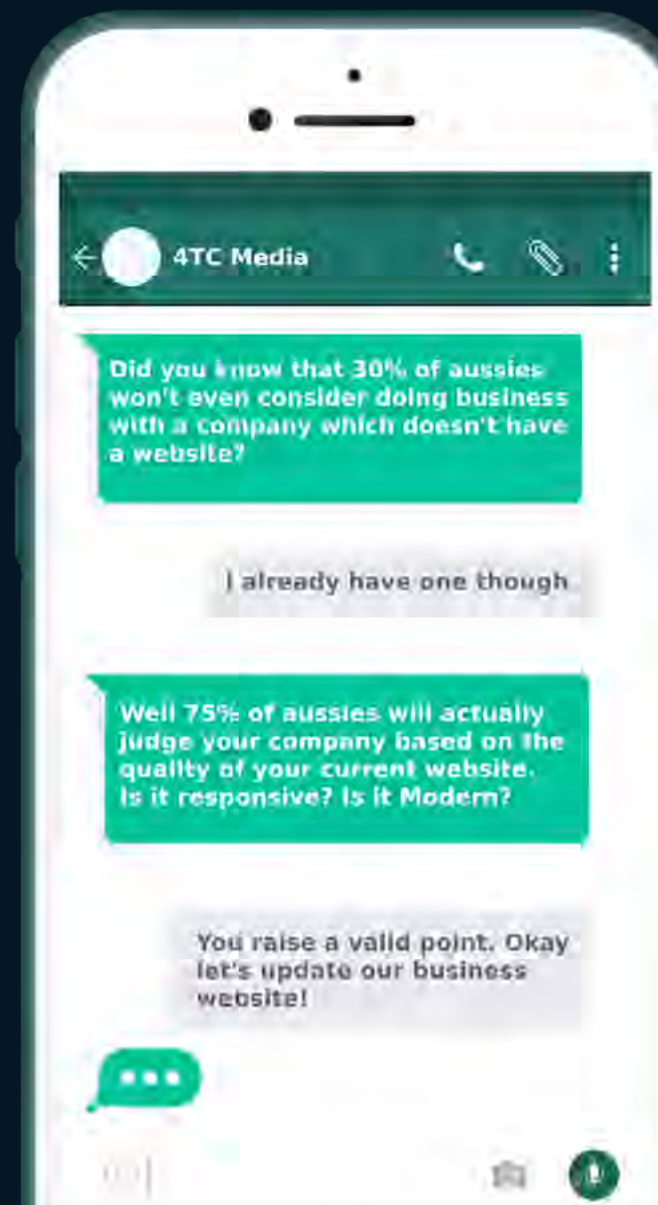 4TC Media
Did you know that 30% of aussies
won't even consider doing business
with a company which doesn't have
a website?
I already have one though
Well 75% of aussies will actually
judge your company based on the
quality of your current website.
Is it responsive? Is it Modern?
You raise a valid point. Okay
let's update our business
website!